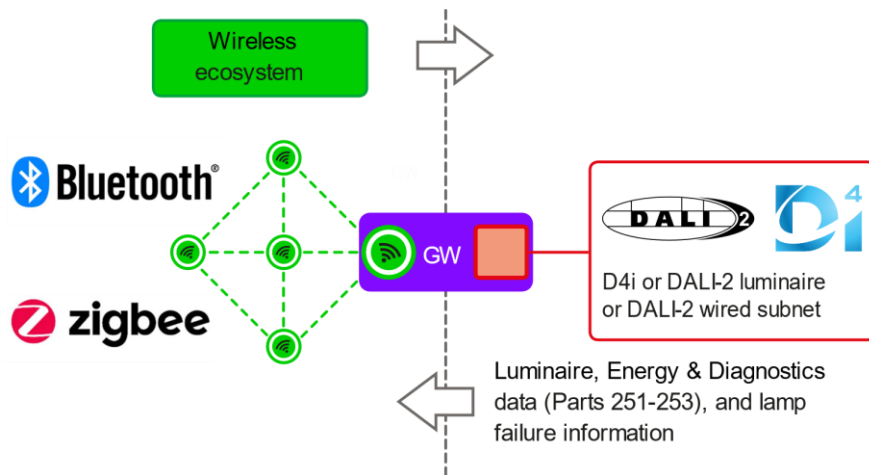 Wireless
ecosystem
Bluetooth®
zigbee
GW
DALI 2
D4i
D4i or DALI-2 luminaire
or DALI-2 wired subnet
Luminaire, Energy & Diagnostics
data (Parts 251-253), and lamp
failure information